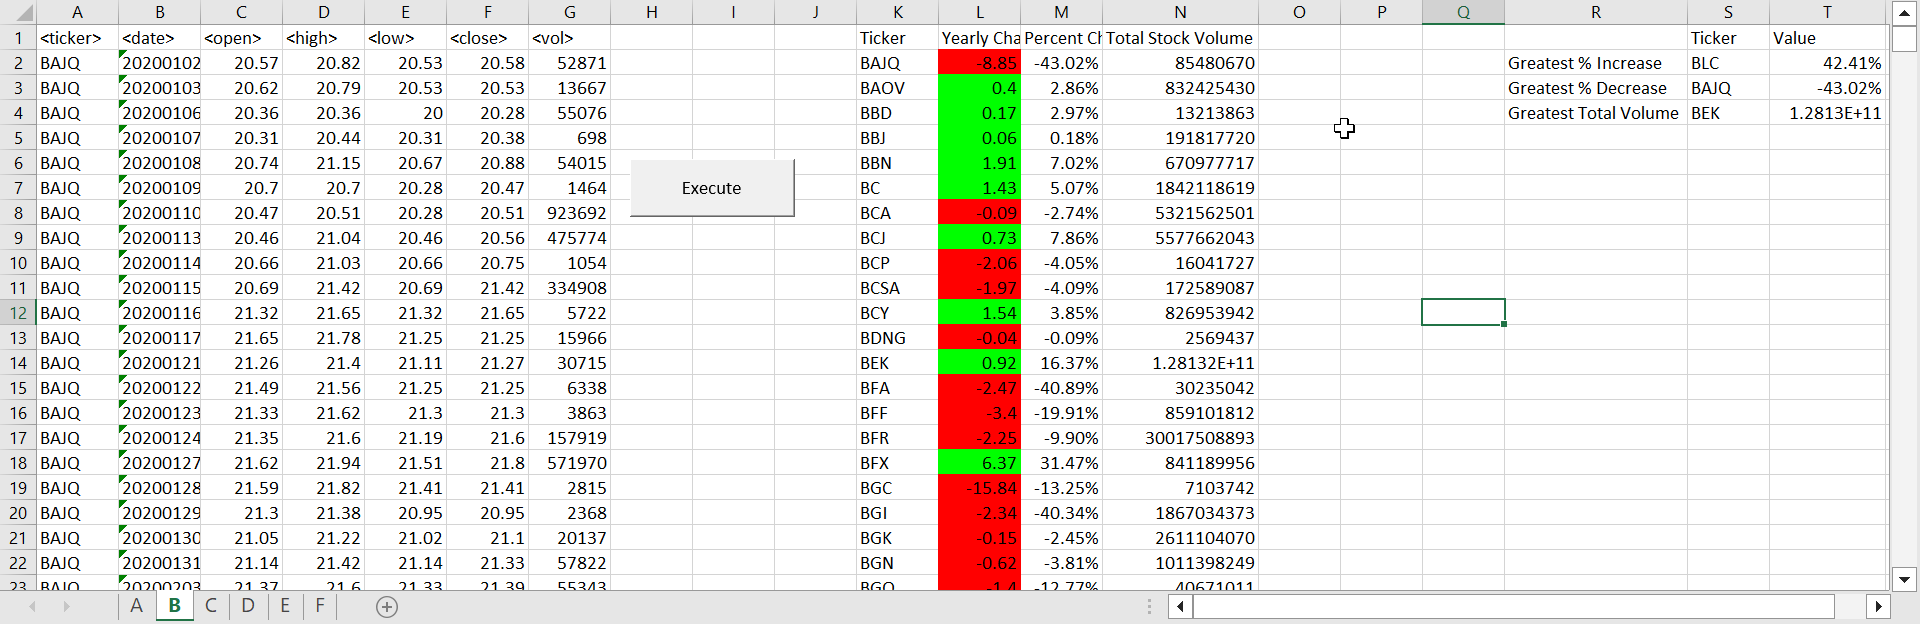 A B C D E F G H I J K L M N O P Q R S T
1 <ticker> <date> <open> <high> <low> <close> <vol> Ticker Yearly Cha Percent Ch Total Stock Volume Ticker Value
2 BAJQ 20200102 20.57 20.82 20.53 20.58 52871 BAJQ -8.85 -43.02% 85480670 Greatest % Increase BLC 42.41%
3 BAJQ 20200103 20.62 20.79 20.53 20.53 13667 BAOV 0.4 2.86% 832425430 Greatest % Decrease BAJQ -43.02%
4 BAJQ 20200106 20.36 20.36 20 20.28 55076 BBD 0.17 2.97% 13213863 Greatest Total Volume BEK 1.2813E+11
5 BAJQ 20200107 20.31 20.44 20.31 20.38 698 BBJ 0.06 0.18% 191817720
6 BAJQ 20200108 20.74 21.15 20.67 20.88 54015 BBN 1.91 7.02% 670977717
7 BAJQ 20200109 20.7 20.7 20.28 20.47 1464 Execute BC 1.43 5.07% 1842118619
8 BAJQ 20200110 20.47 20.51 20.28 20.51 923692 BCA -0.09 -2.74% 5321562501
9 BAJQ 20200113 20.46 21.04 20.46 20.56 475774 BCJ 0.73 7.86% 5577662043
10 BAJQ 20200114 20.66 21.03 20.66 20.75 1054 BCP -2.06 -4.05% 16041727
11 BAJQ 20200115 20.69 21.42 20.69 21.42 334908 BCSA -1.97 -4.09% 172589087
12 BAJQ 20200116 21.32 21.65 21.32 21.65 5722 BCY 1.54 3.85% 826953942
13 BAJQ 20200117 21.65 21.78 21.25 21.25 15966 BDNG -0.04 -0.09% 2569437
14 BAJQ 20200121 21.26 21.4 21.11 21.27 30715 BEK 0.92 16.37% 1.28132E+11
15 BAJQ 20200122 21.49 21.56 21.25 21.25 6338 BFA -2.47 -40.89% 30235042
16 BAJQ 20200123 21.33 21.62 21.3 21.3 3863 BFF -3.4 -19.91% 859101812
17 BAJQ 20200124 21.35 21.6 21.19 21.6 157919 BFR -2.25 -9.90% 30017508893
18 BAJQ 20200127 21.62 21.94 21.51 21.8 571970 BFX 6.37 31.47% 841189956
19 BAJQ 20200128 21.59 21.82 21.41 21.41 2815 BGC -15.84 -13.25% 7103742
20 BAJQ 20200129 21.3 21.38 20.95 20.95 2368 BGI -2.34 -40.34% 1867034373
21 BAJQ 20200130 21.05 21.22 21.02 21.1 20137 BGK -0.15 -2.45% 2611104070
22 BAJQ 20200131 21.14 21.42 21.14 21.33 57822 BGN -0.62 -3.81% 1011398249
23 BAJQ 20200203 21.37 21.6 21.33 21.39 55343 BGO -1.4 -12.77% 40671011
A B C D E F